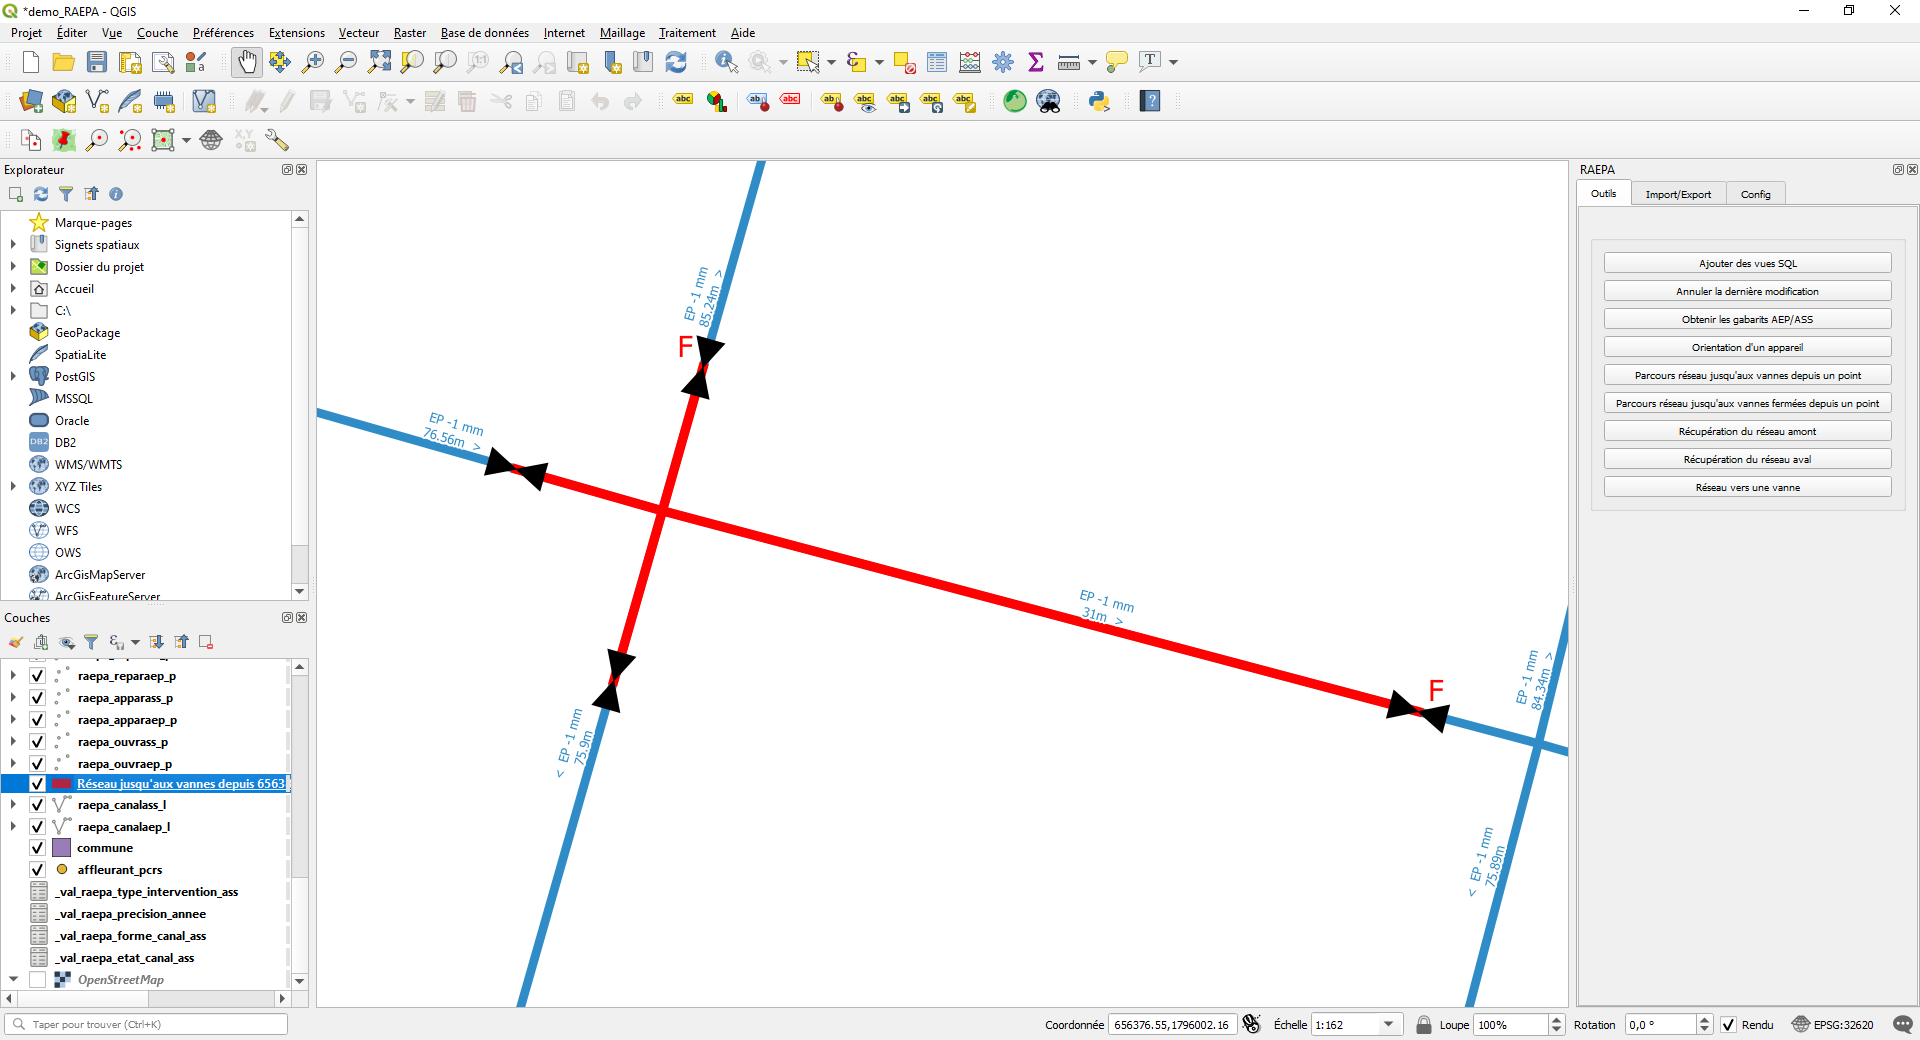 *demo_RAEPA - QGIS
Projet Éditer Vue Couche Préférences Extensions Vecteur Raster Base de données Internet Maillage Traitement Aide
Explorateur
Marque-pages
Signets spatiaux
Dossier du projet
Accueil
C:\
GeoPackage
SpatiaLite
PostGIS
MSSQL
Oracle
DB2
WMS/WMTS
XYZ Tiles
WCS
WFS
OWS
ArcGisMapServer
ArcGisFeatureServer
Couches
raepa_reparaep_p
raepa_apparass_p
raepa_apparaep_p
raepa_ouvrass_p
raepa_ouvraep_p
Réseau jusqu'aux vannes depuis 6563
raepa_canalass_l
raepa_canalaep_l
commune
affleurant_pcrs
_val_raepa_type_intervention_ass
_val_raepa_precision_annee
_val_raepa_forme_canal_ass
_val_raepa_etat_canal_ass
OpenStreetMap
EP -1 mm
85.24m >
F
EP -1 mm
76.56m >
EP -1 mm
31m >
F
EP -1 mm
84.34m >
< EP -1 mm
75.9m
< EP -1 mm
75.89m
RAEPA
Outils Import/Export Config
Ajouter des vues SQL
Annuler la dernière modification
Obtenir les gabarits AEP/ASS
Orientation d'un appareil
Parcours réseau jusqu'aux vannes depuis un point
Parcours réseau jusqu'aux vannes fermées depuis un point
Récupération du réseau amont
Récupération du réseau aval
Réseau vers une vanne
Taper pour trouver (Ctrl+K)
Coordonnée 656376.55,1796002.16 Échelle 1:162 Loupe 100% Rotation 0,0 ° Rendu EPSG:32620